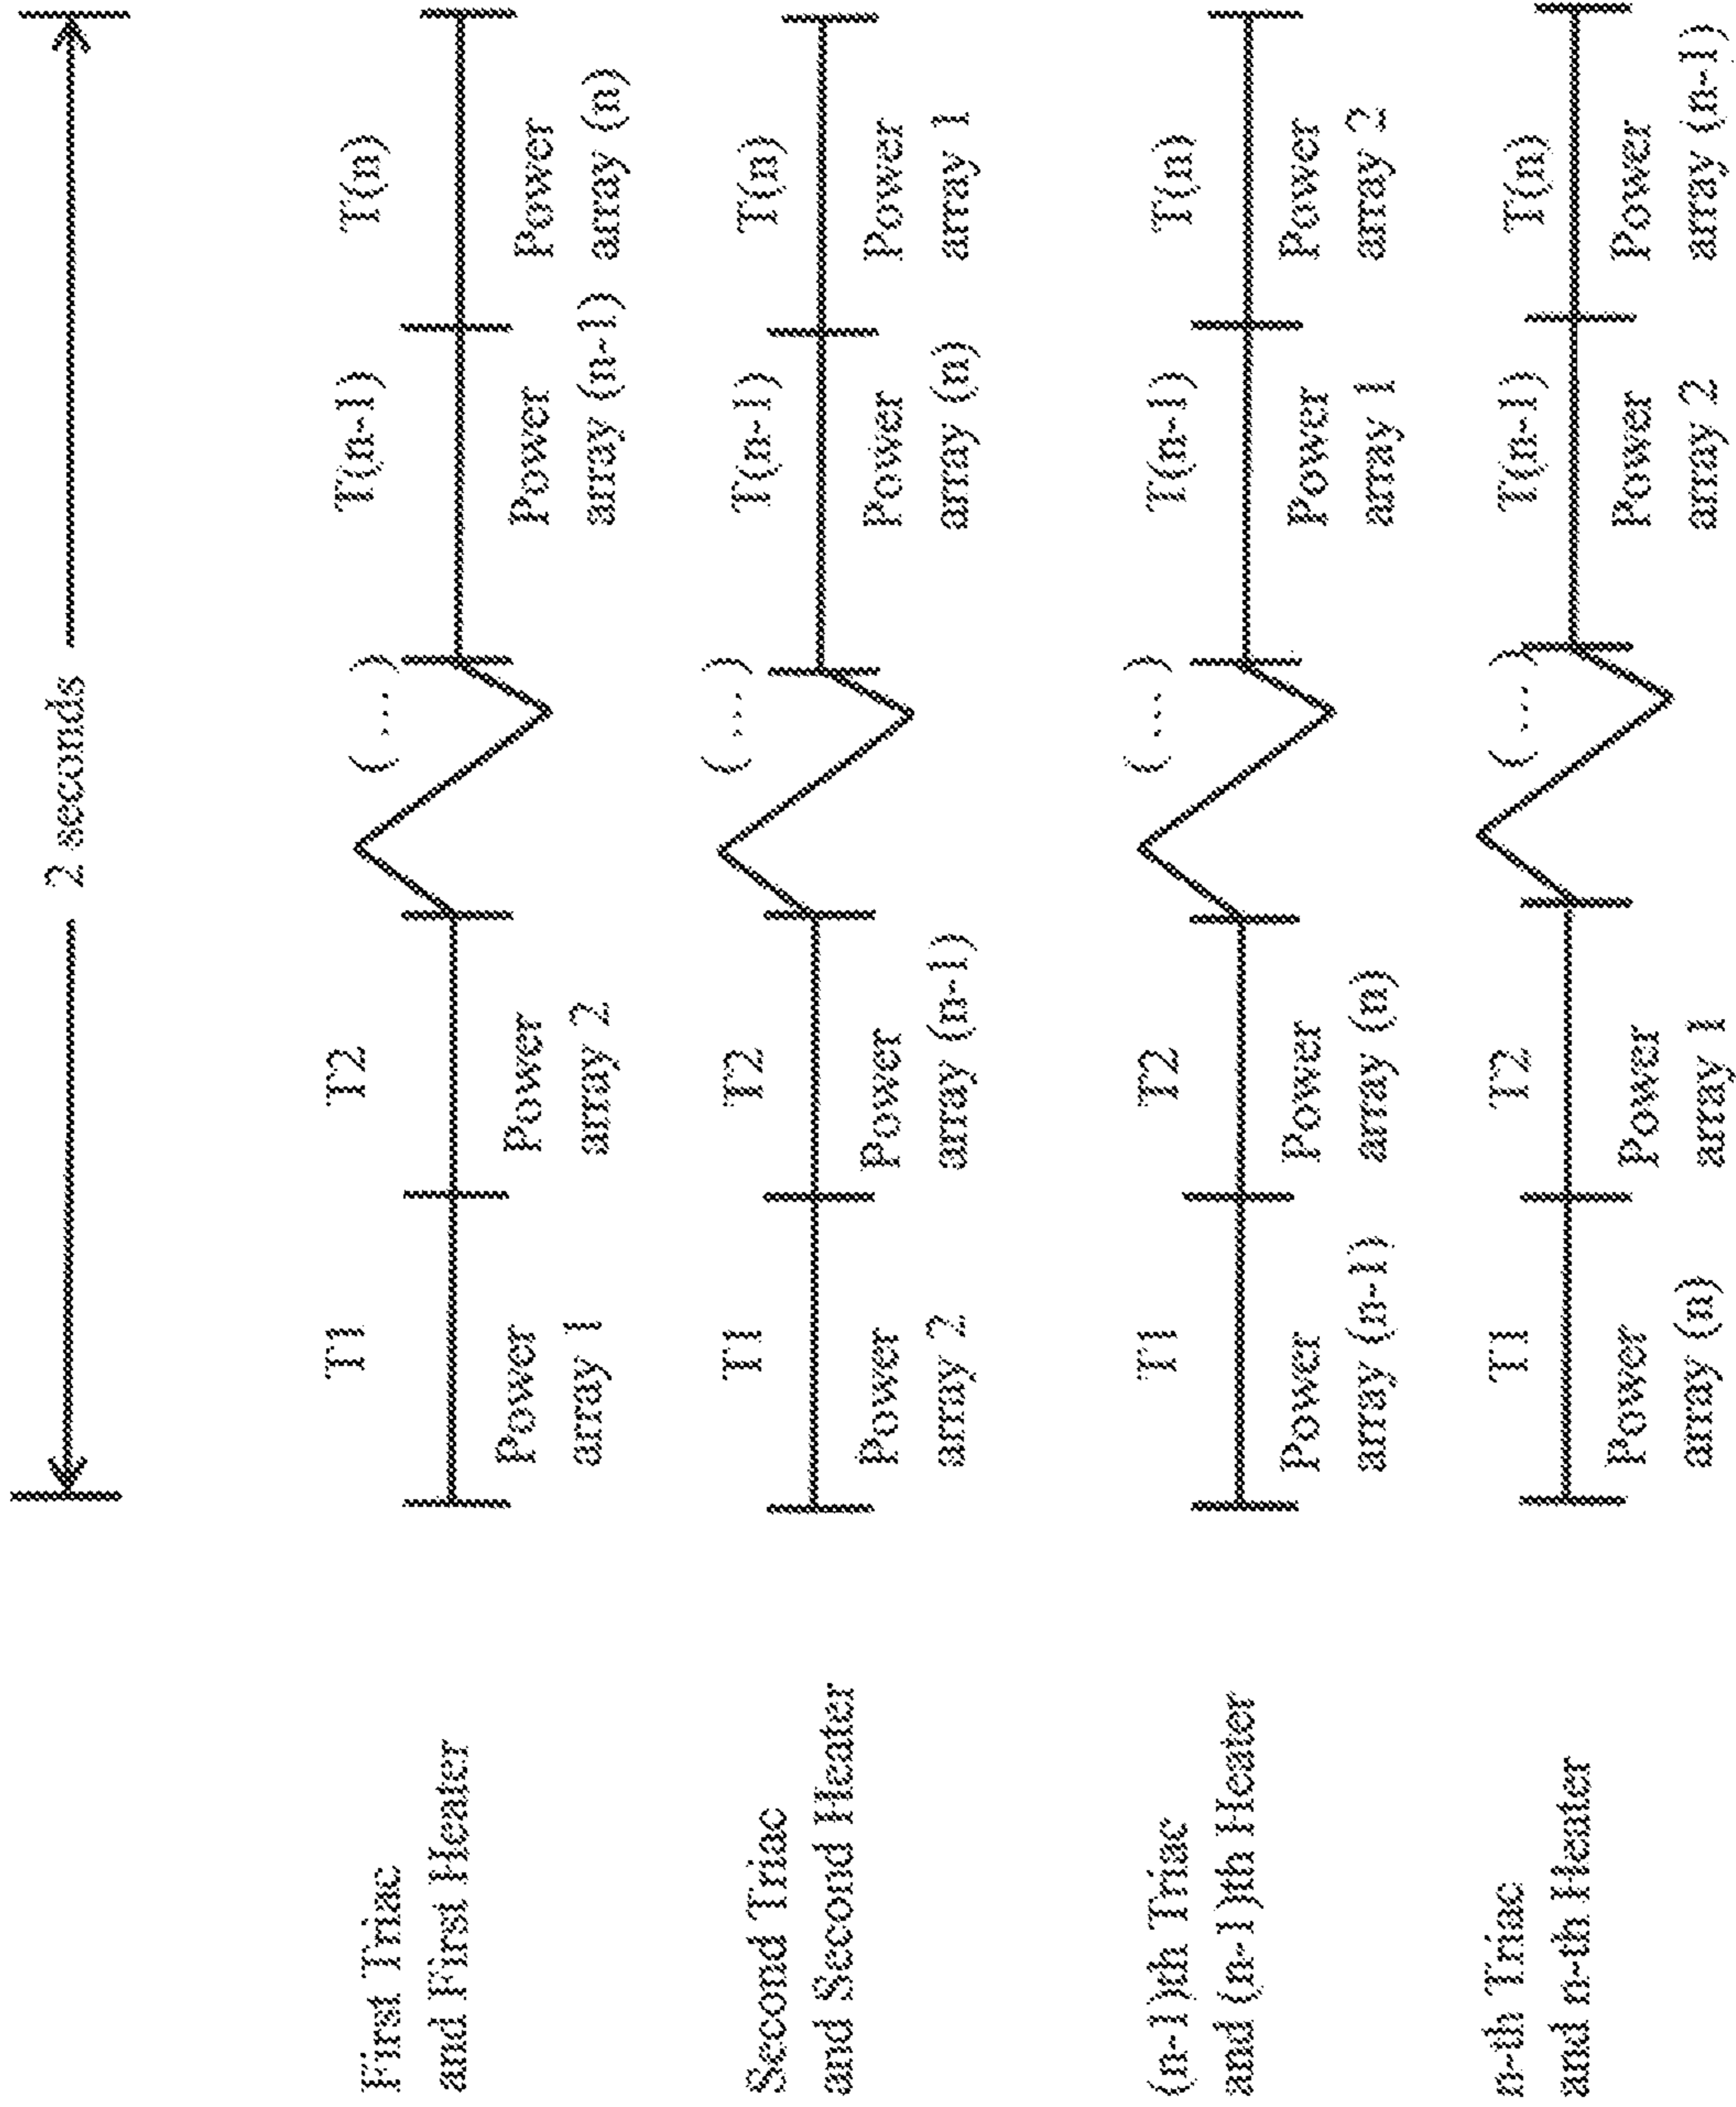 2 seconds
First Triac
and First Heater
T1
T2
( ... )
T(n-1)
T(n)
Power
array 1
Power
array 2
Power
array (n-1)
Power
array (n)
Second Triac
and Second Heater
T1
T2
( ... )
T(n-1)
T(n)
Power
array 2
Power
array (n-1)
Power
array (n)
Power
array 1
(n-1)th Triac
and (n-1)th Heater
T1
T2
( ... )
T(n-1)
T(n)
Power
array (n-1)
Power
array (n)
Power
array 1
Power
array 2
n-th Triac
and n-th Heater
T1
T2
( ... )
T(n-1)
T(n)
Power
array (n)
Power
array 1
Power
array 2
Power
array (n-1)